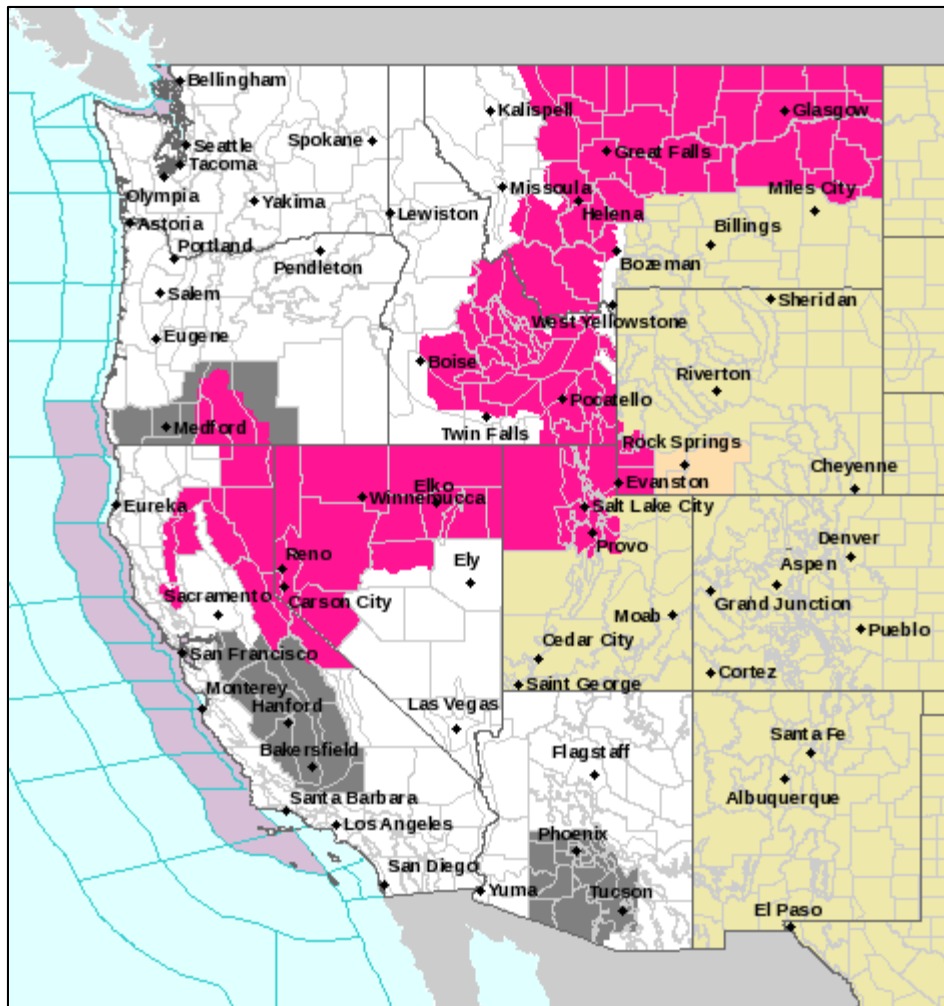 Bellingham
Kalispell
Glasgow
Spokane
Seattle
Great Falls
Tacoma
Missoula
Miles City
Olympia
Yakima
Lewiston
Helena
Astoria
Billings
Portland
Pendleton
Bozeman
Salem
Sheridan
West Yellowstone
Eugene
Boise
Riverton
Pocatello
Medford
Twin Falls
Rock Springs
Cheyenne
Elko
Evanston
Winnemucca
Eureka
Salt Lake City
Denver
Provo
Reno
Ely
Aspen
Sacramento
Carson City
Grand Junction
Moab
Pueblo
Cedar City
San Francisco
Cortez
Saint George
Monterey
Hanford
Las Vegas
Santa Fe
Bakersfield
Flagstaff
Albuquerque
Santa Barbara
Los Angeles
Phoenix
San Diego
Yuma
Tucson
El Paso